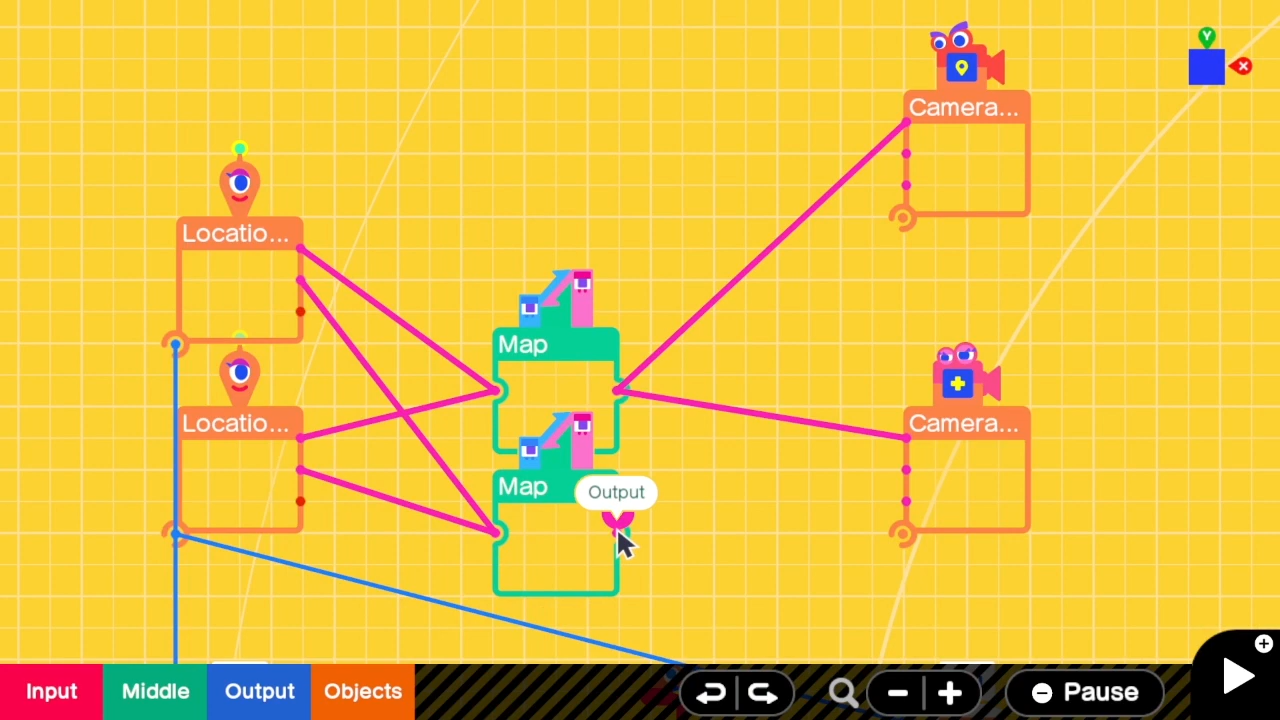 Y
X
Camera...
Locatio...
Map
Locatio...
Camera...
Map
Output
Input
Middle
Output
Objects
Pause